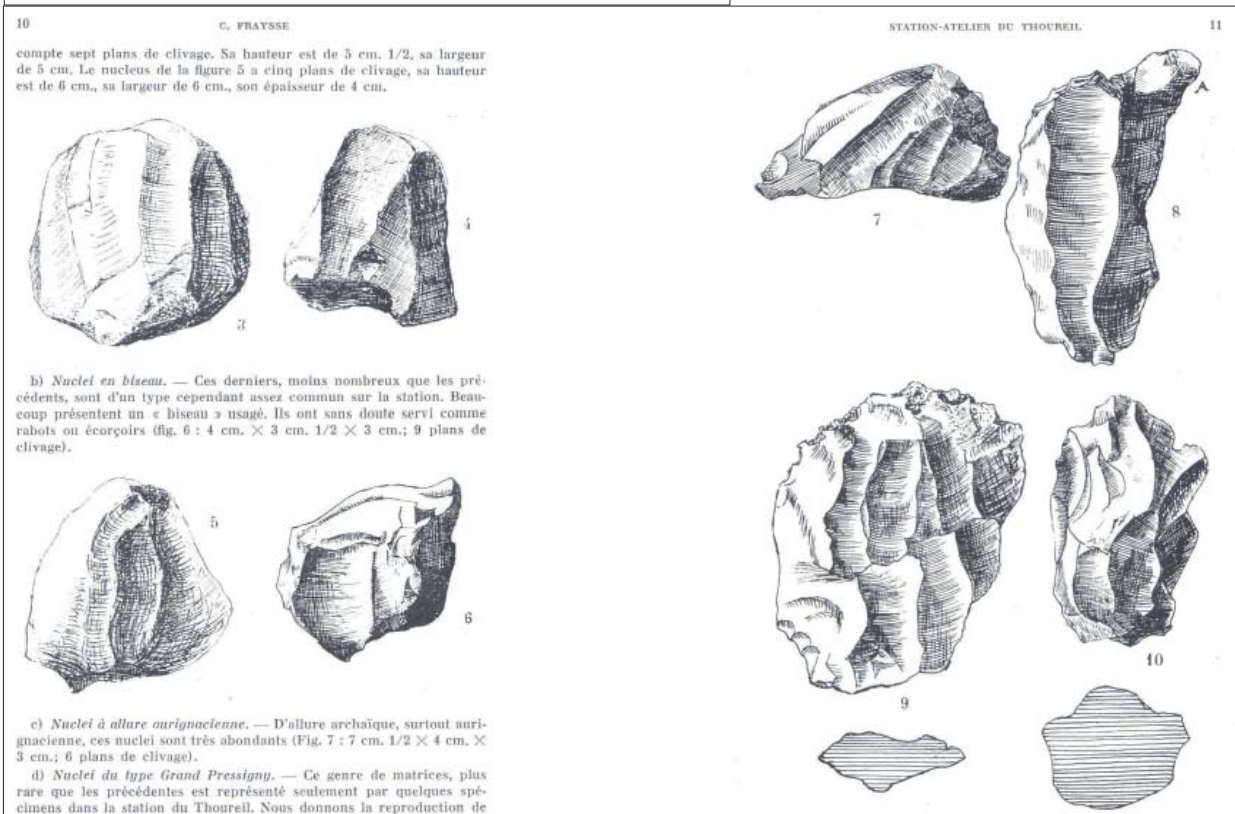 10
C. FRAYSSE
compte sept plans de clivage. Sa hauteur est de 5 cm. 1/2, sa largeur
de 5 cm. Le nucleus de la figure 5 a cinq plans de clivage, sa hauteur
est de 6 cm., sa largeur de 6 cm., son épaisseur de 4 cm.
3
4
b) Nuclei en biseau. — Ces derniers, moins nombreux que les pré-
cédents, sont d'un type cependant assez commun sur la station. Beau-
coup présentent un « biseau » usagé. Ils ont sans doute servi comme
rabots ou écorçoirs (fig. 6 : 4 cm. × 3 cm. 1/2 × 3 cm.; 9 plans de
clivage).
5
6
c) Nuclei à allure aurignacienne. — D'allure archaïque, surtout auri-
gnacienne, ces nuclei sont très abondants (Fig. 7 : 7 cm. 1/2 × 4 cm. ×
3 cm.; 6 plans de clivage).
d) Nuclei du type Grand Pressigny. — Ce genre de matrices, plus
rare que les précédentes est représenté seulement par quelques spé-
cimens dans la station du Thoureil. Nous donnons la reproduction de
STATION-ATELIER DU THOUREIL
11
A
7
8
9
10